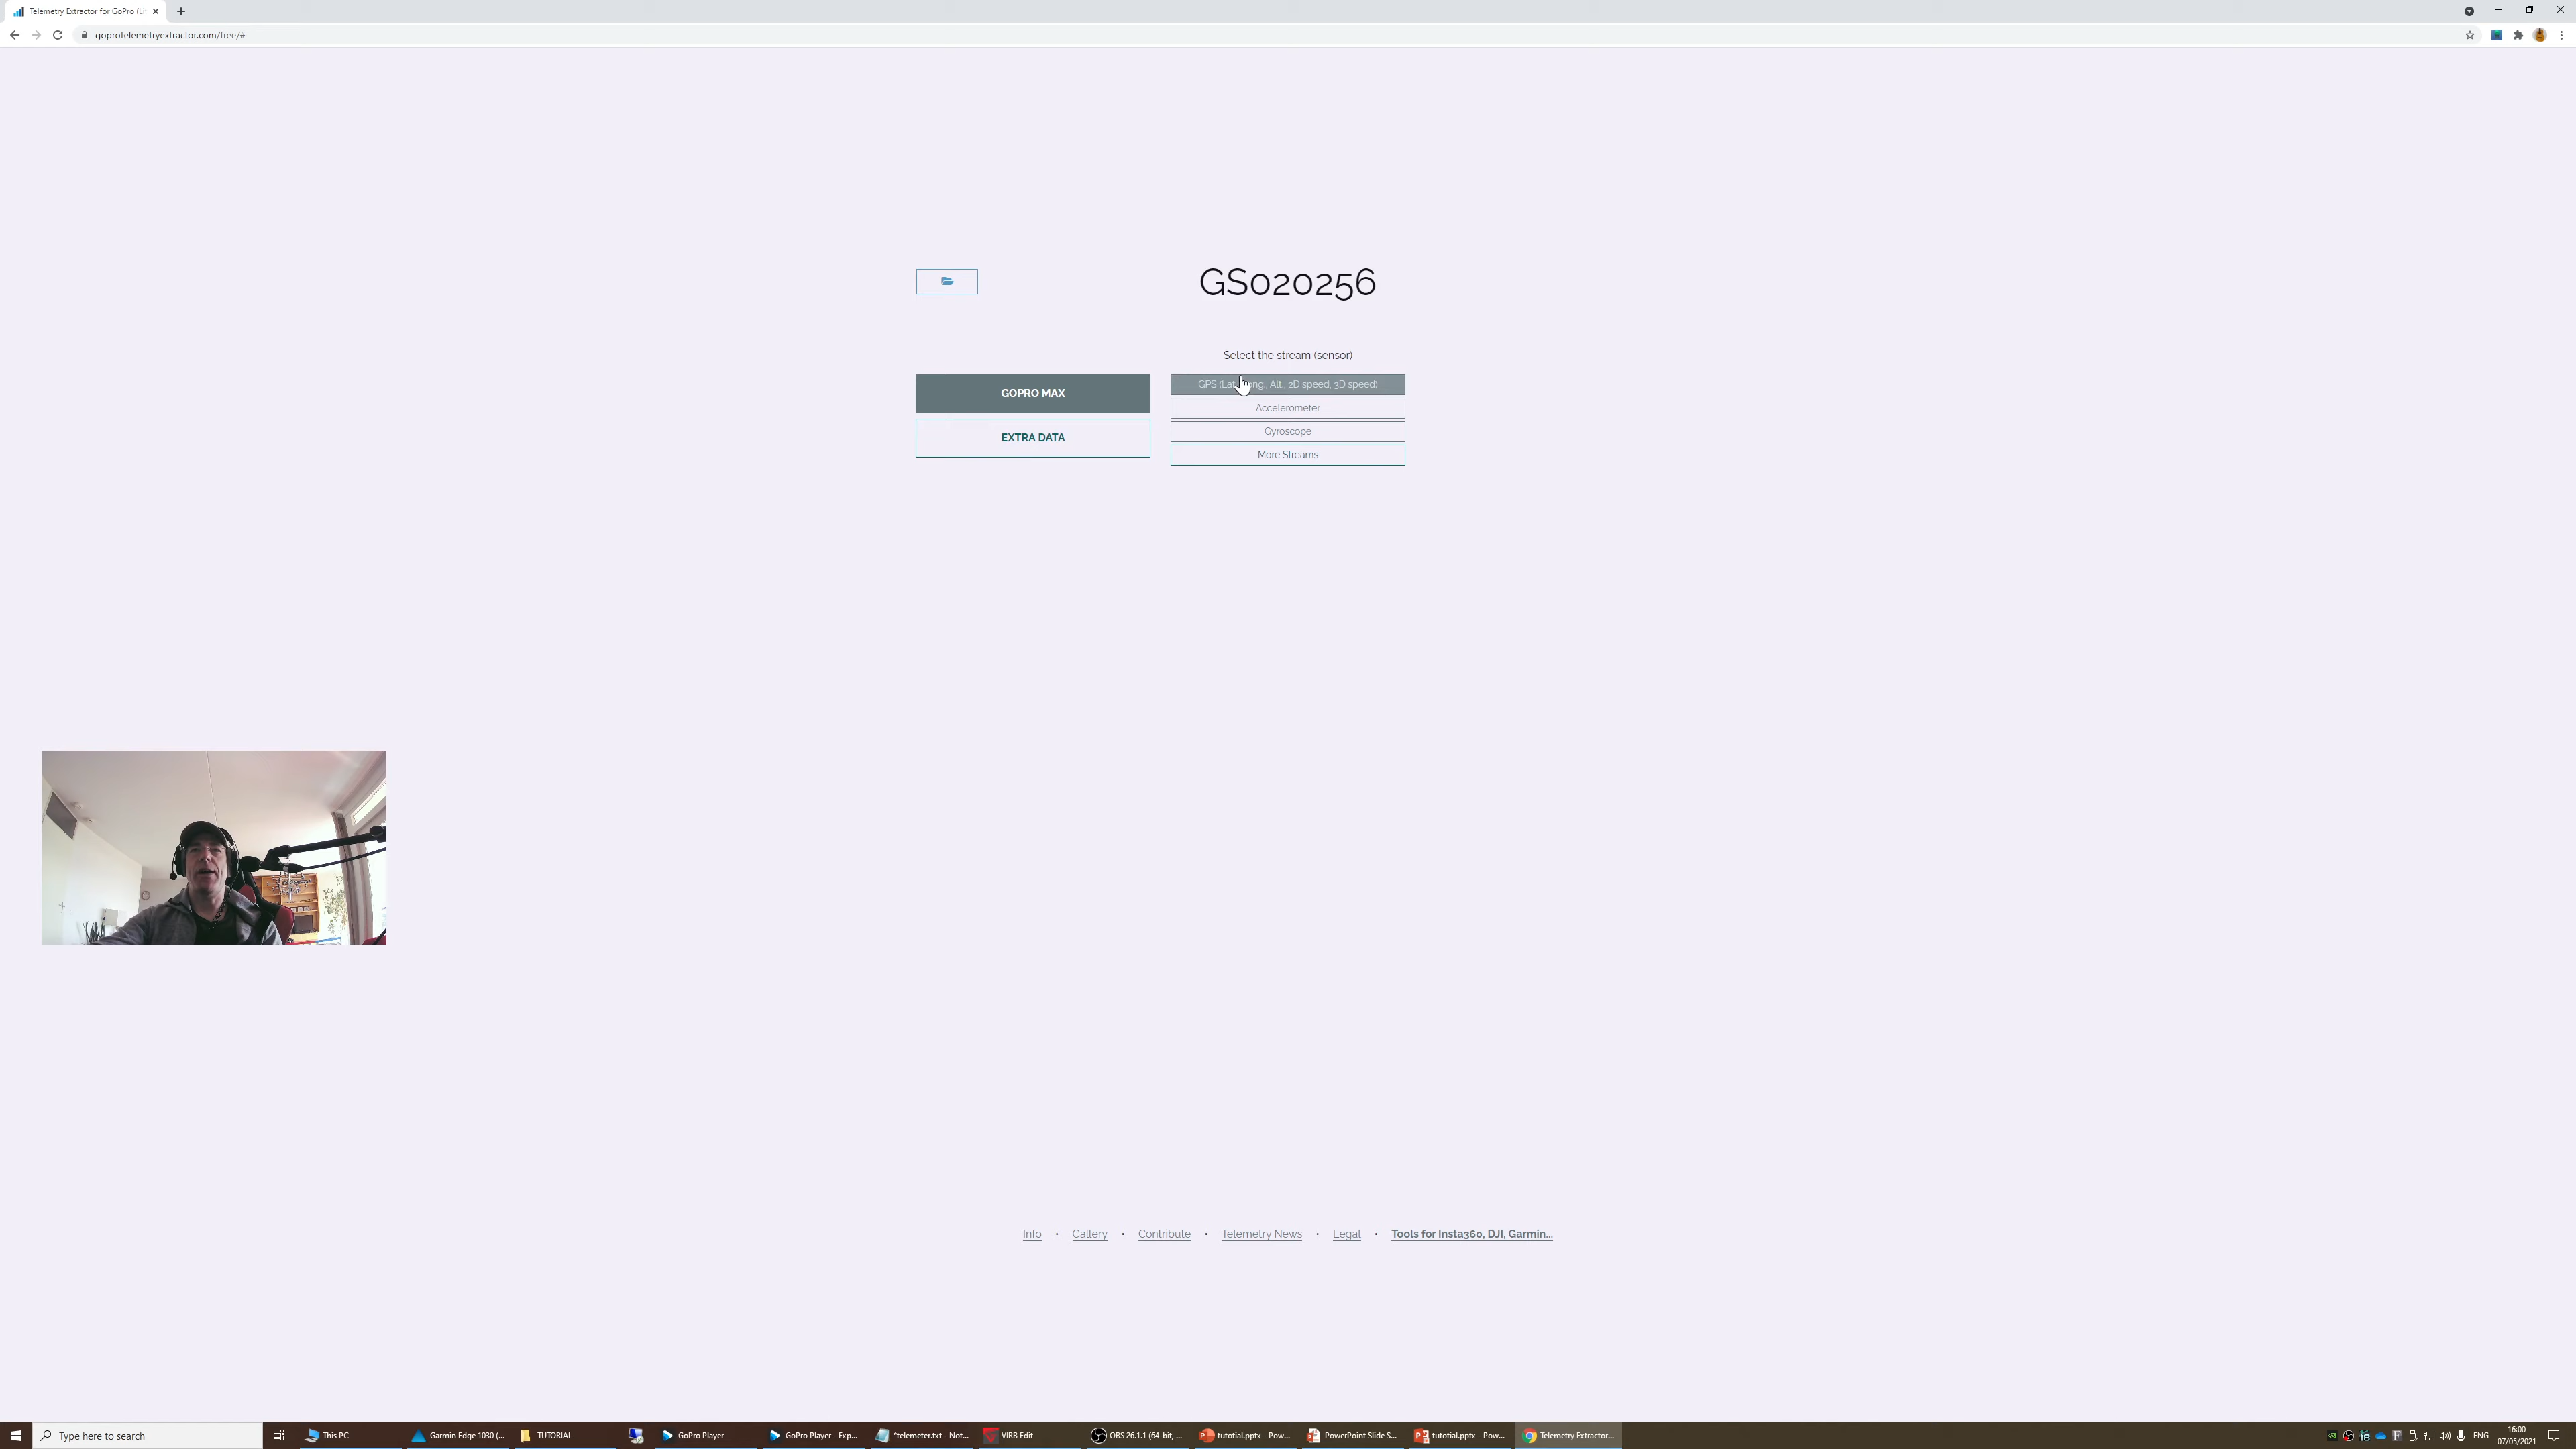 Telemetry Extractor for GoPro (Li
goprotelemetryextractor.com/free/#
GS020256
Select the stream (sensor)
GOPRO MAX
EXTRA DATA
GPS (Lat., Long., Alt., 2D speed, 3D speed)
Accelerometer
Gyroscope
More Streams
Info • Gallery • Contribute • Telemetry News • Legal • Tools for Insta360, DJI, Garmin...
Type here to search
This PC
Garmin Edge 1030 (...
TUTORIAL
GoPro Player
GoPro Player - Exp...
*telemeter.txt - Not...
VIRB Edit
OBS 26.1.1 (64-bit, ...
tutotial.pptx - Pow...
PowerPoint Slide S...
tutotial.pptx - Pow...
Telemetry Extractor...
ENG
16:00
07/05/2021